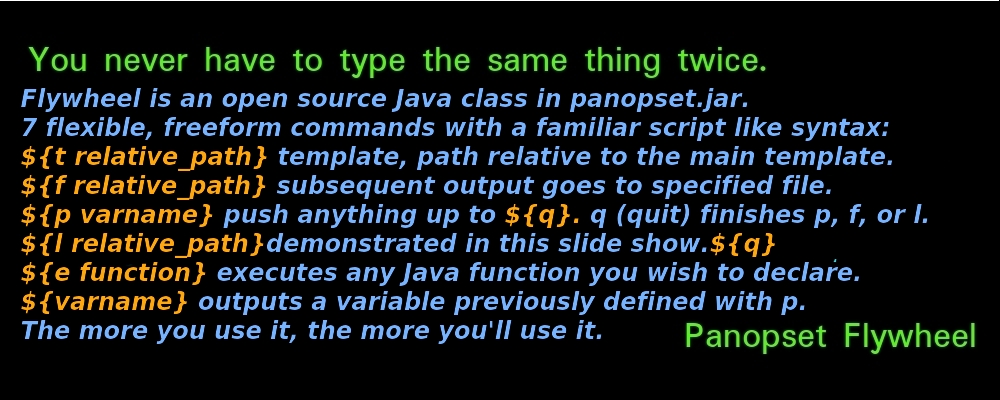 You never have to type the same thing twice.
Flywheel is an open source Java class in panopset.jar.
7 flexible, freeform commands with a familiar script like syntax:
${t relative_path} template, path relative to the main template.
${f relative_path} subsequent output goes to specified file.
${p varname} push anything up to ${q}. q (quit) finishes p, f, or l.
${l relative_path}demonstrated in this slide show.${q}
${e function} executes any Java function you wish to declare.
${varname} outputs a variable previously defined with p.
The more you use it, the more you'll use it.
Panopset Flywheel